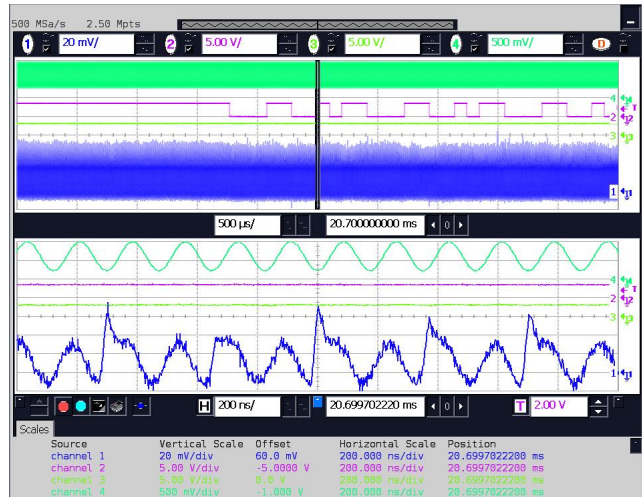 500 MSa/s 2.50 Mpts
1 20 mV/ 2 5.00 V/ 3 5.00 V/ 4 500 mV/ D
4
T
2
3
1
500 µs/ 20.700000000 ms 0
4
T
2
3
1
H 200 ns/ 20.699702220 ms 0 T 2.00 V
Scales
Source Vertical Scale Offset Horizontal Scale Position
channel 1 20 mV/div 60.0 mV 200.000 ns/div 20.6997022200 ms
channel 2 5.00 V/div -5.0000 V 200.000 ns/div 20.6997022200 ms
channel 3 5.00 V/div 0.0 V 200.000 ns/div 20.6997022200 ms
channel 4 500 mV/div -1.000 V 200.000 ns/div 20.6997022200 ms